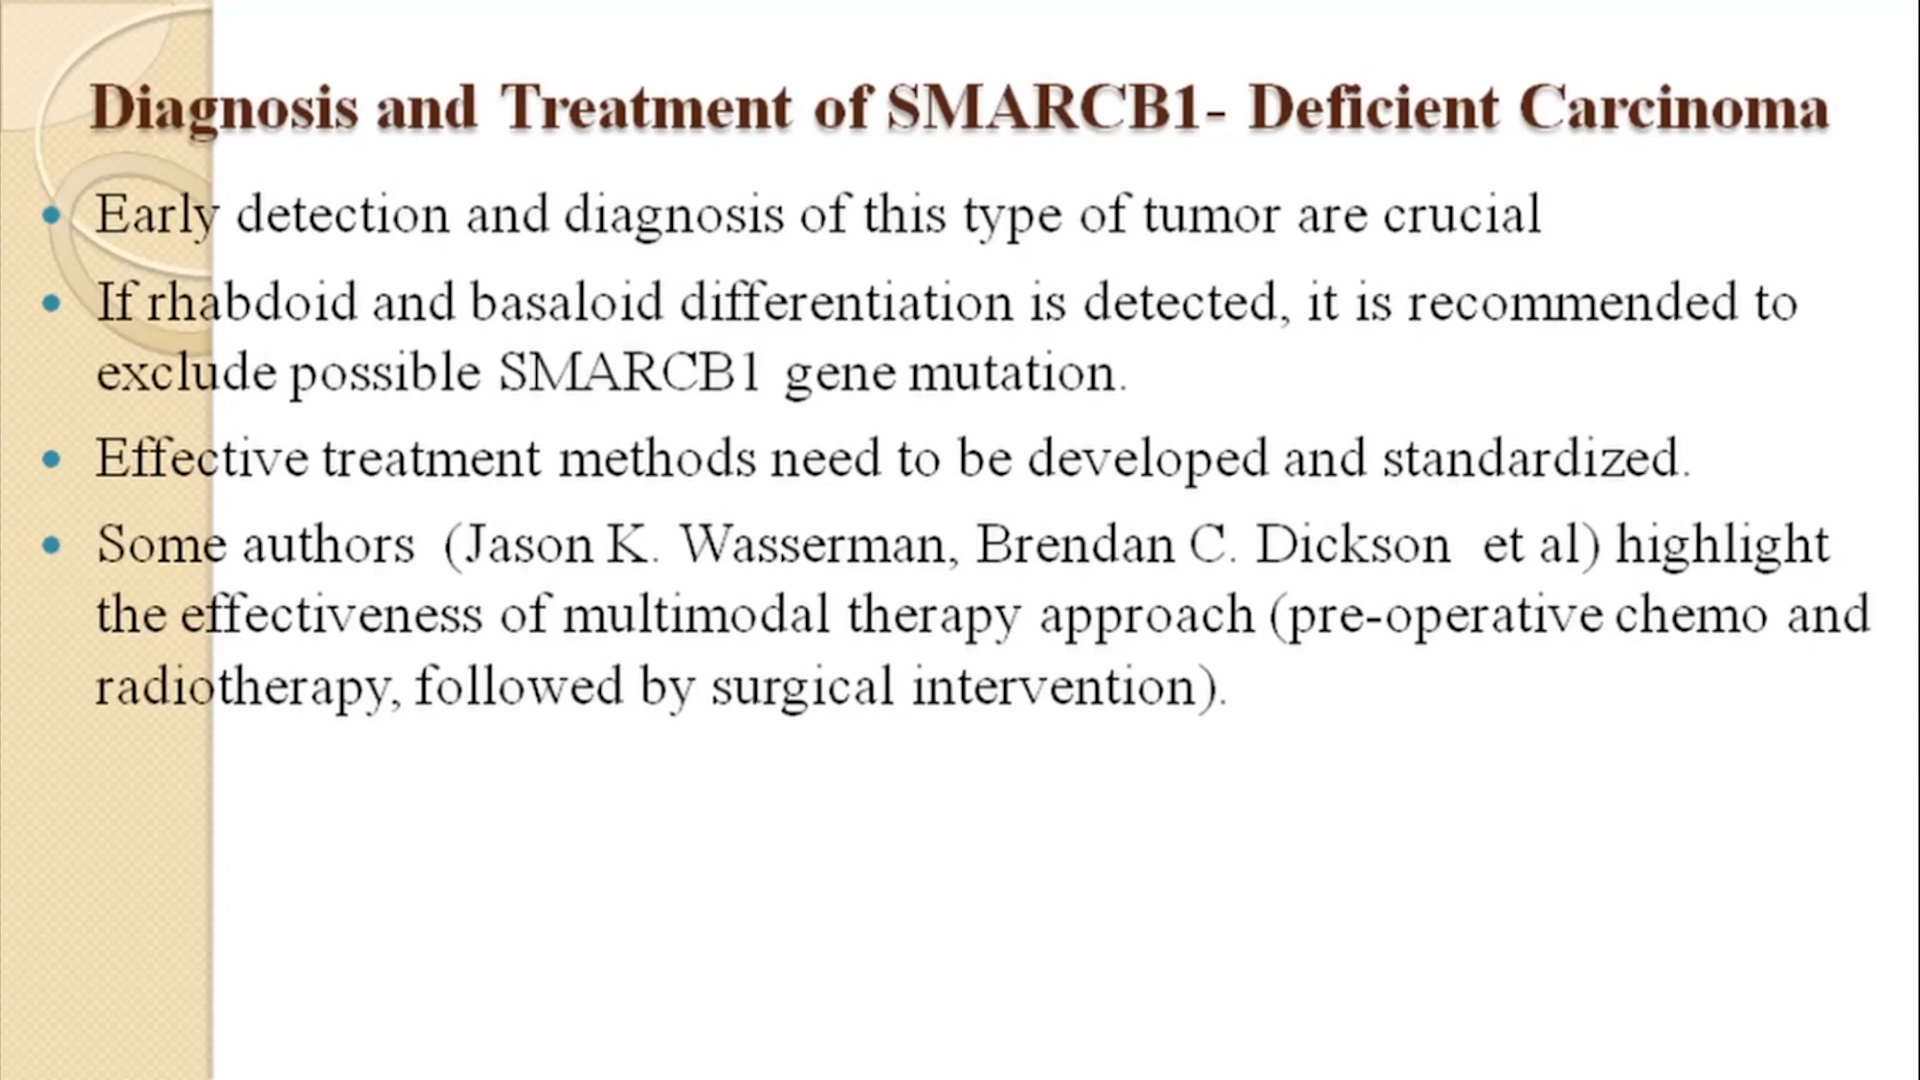 Diagnosis and Treatment of SMARCB1- Deficient Carcinoma
• Early detection and diagnosis of this type of tumor are crucial
• If rhabdoid and basaloid differentiation is detected, it is recommended to
exclude possible SMARCB1 gene mutation.
• Effective treatment methods need to be developed and standardized.
• Some authors (Jason K. Wasserman, Brendan C. Dickson et al) highlight
the effectiveness of multimodal therapy approach (pre-operative chemo and
radiotherapy, followed by surgical intervention).